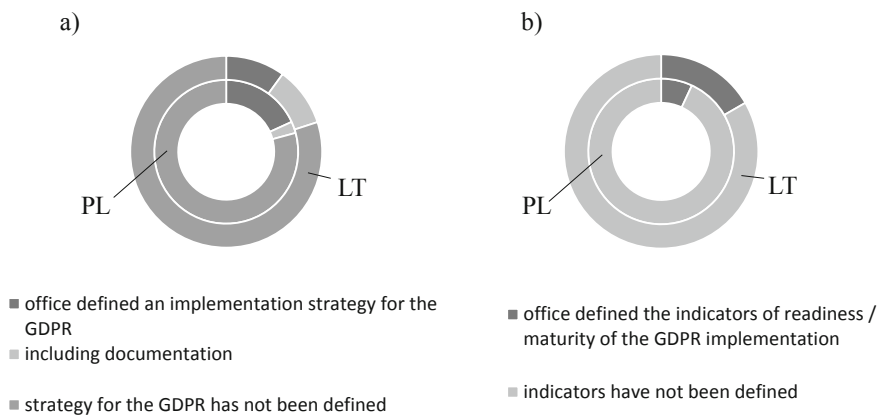 a)
PL
LT
■ office defined an implementation strategy for the
GDPR
■ including documentation
■ strategy for the GDPR has not been defined
b)
PL
LT
■ office defined the indicators of readiness /
maturity of the GDPR implementation
■ indicators have not been defined